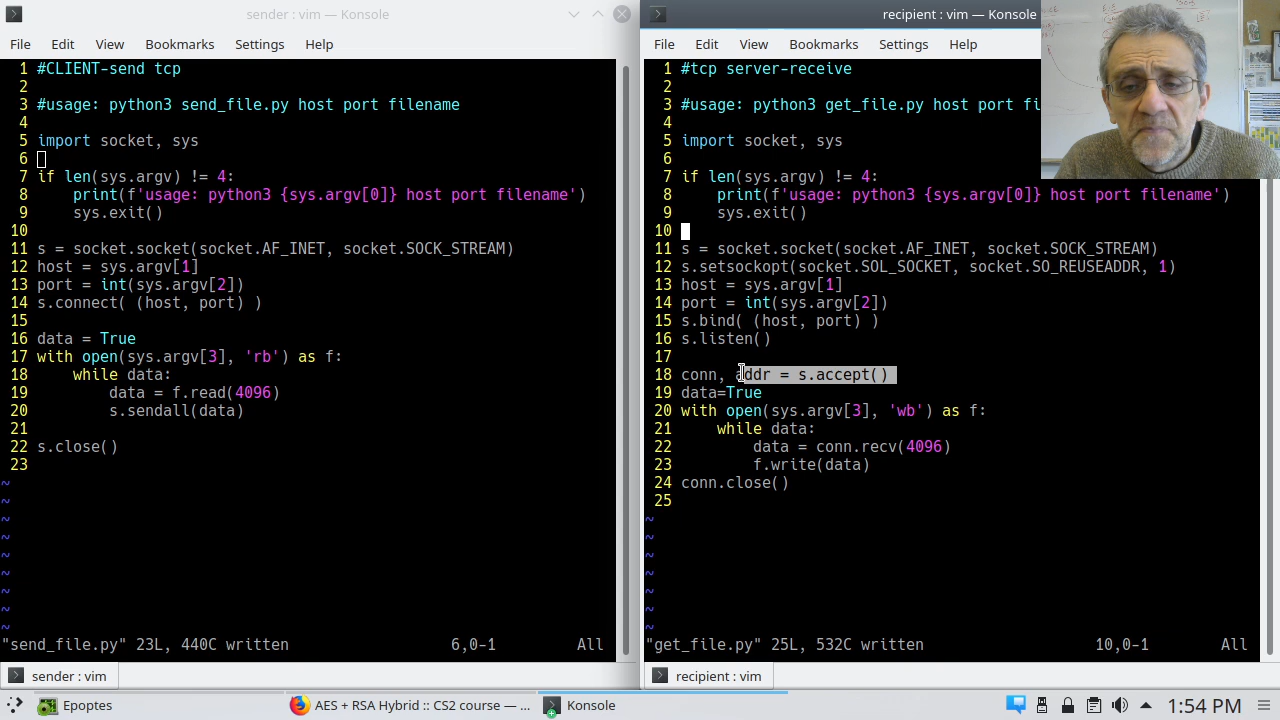 sender : vim — Konsole
File Edit View Bookmarks Settings Help
1 #CLIENT-send tcp
2
3 #usage: python3 send_file.py host port filename
4
5 import socket, sys
6
7 if len(sys.argv) != 4:
8     print(f'usage: python3 {sys.argv[0]} host port filename')
9     sys.exit()
10
11 s = socket.socket(socket.AF_INET, socket.SOCK_STREAM)
12 host = sys.argv[1]
13 port = int(sys.argv[2])
14 s.connect( (host, port) )
15
16 data = True
17 with open(sys.argv[3], 'rb') as f:
18     while data:
19         data = f.read(4096)
20         s.sendall(data)
21
22 s.close()
23
~
~
~
~
~
~
~
~
~
"send_file.py" 23L, 440C written 6,0-1 All
sender : vim
recipient : vim — Konsole
File Edit View Bookmarks Settings Help
1 #tcp server-receive
2
3 #usage: python3 get_file.py host port fi
4
5 import socket, sys
6
7 if len(sys.argv) != 4:
8     print(f'usage: python3 {sys.argv[0]} host port filename')
9     sys.exit()
10
11 s = socket.socket(socket.AF_INET, socket.SOCK_STREAM)
12 s.setsockopt(socket.SOL_SOCKET, socket.SO_REUSEADDR, 1)
13 host = sys.argv[1]
14 port = int(sys.argv[2])
15 s.bind( (host, port) )
16 s.listen()
17
18 conn, addr = s.accept()
19 data=True
20 with open(sys.argv[3], 'wb') as f:
21     while data:
22         data = conn.recv(4096)
23         f.write(data)
24 conn.close()
25
~
~
~
~
~
~
~
"get_file.py" 25L, 532C written 10,0-1 All
recipient : vim
Epoptes
AES + RSA Hybrid :: CS2 course — ...
Konsole
1:54 PM